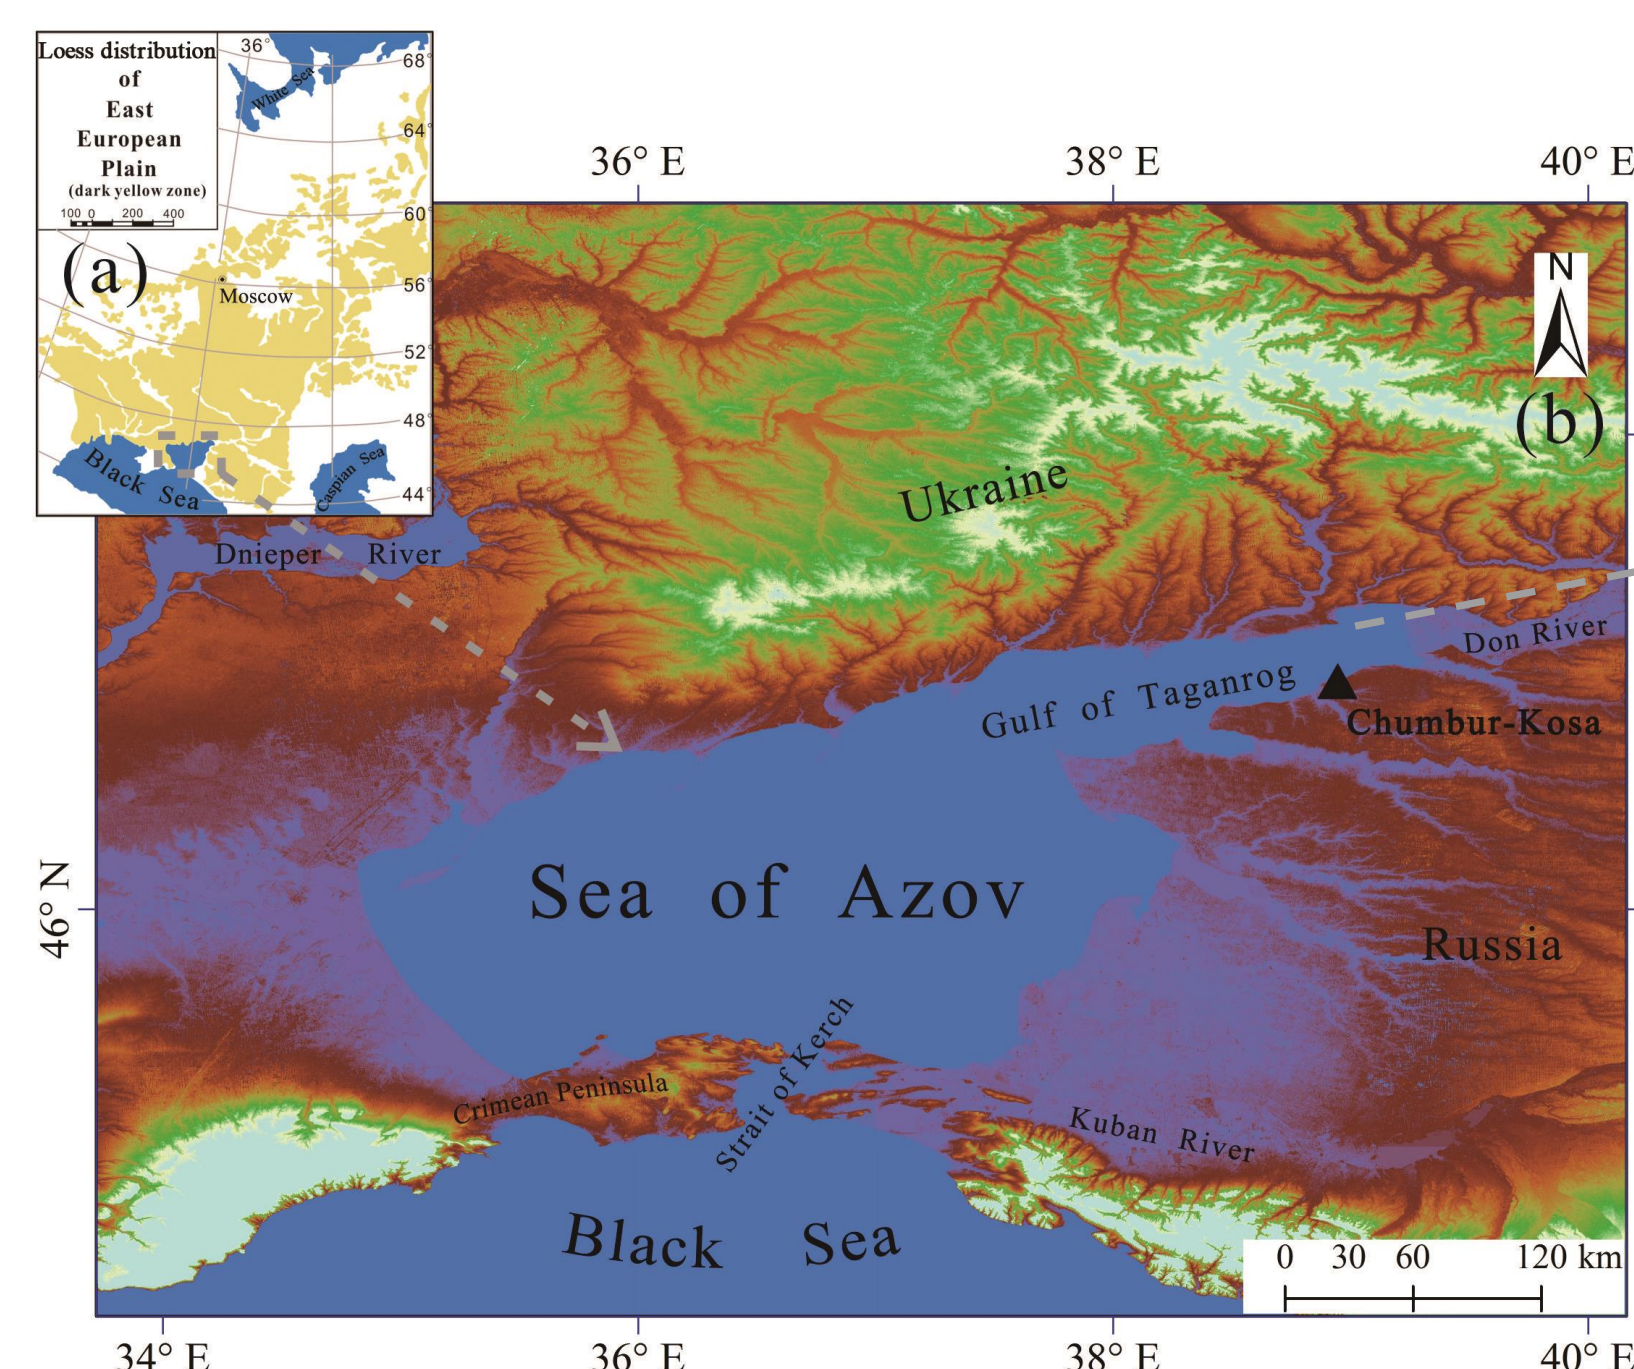 Loess distribution
of
East
European
Plain
(dark yellow zone)
100 0 200 400
(a)
36°
68°
64°
60°
56°
52°
48°
44°
White Sea
Moscow
Black Sea
Caspian Sea
36° E 38° E 40° E
N
(b)
Ukraine
Dnieper River
Don River
Gulf of Taganrog
Chumbur-Kosa
Sea of Azov
46° N
Russia
Strait of Kerch
Crimean Peninsula
Kuban River
Black Sea
0 30 60 120 km
34° E 36° E 38° E 40° E